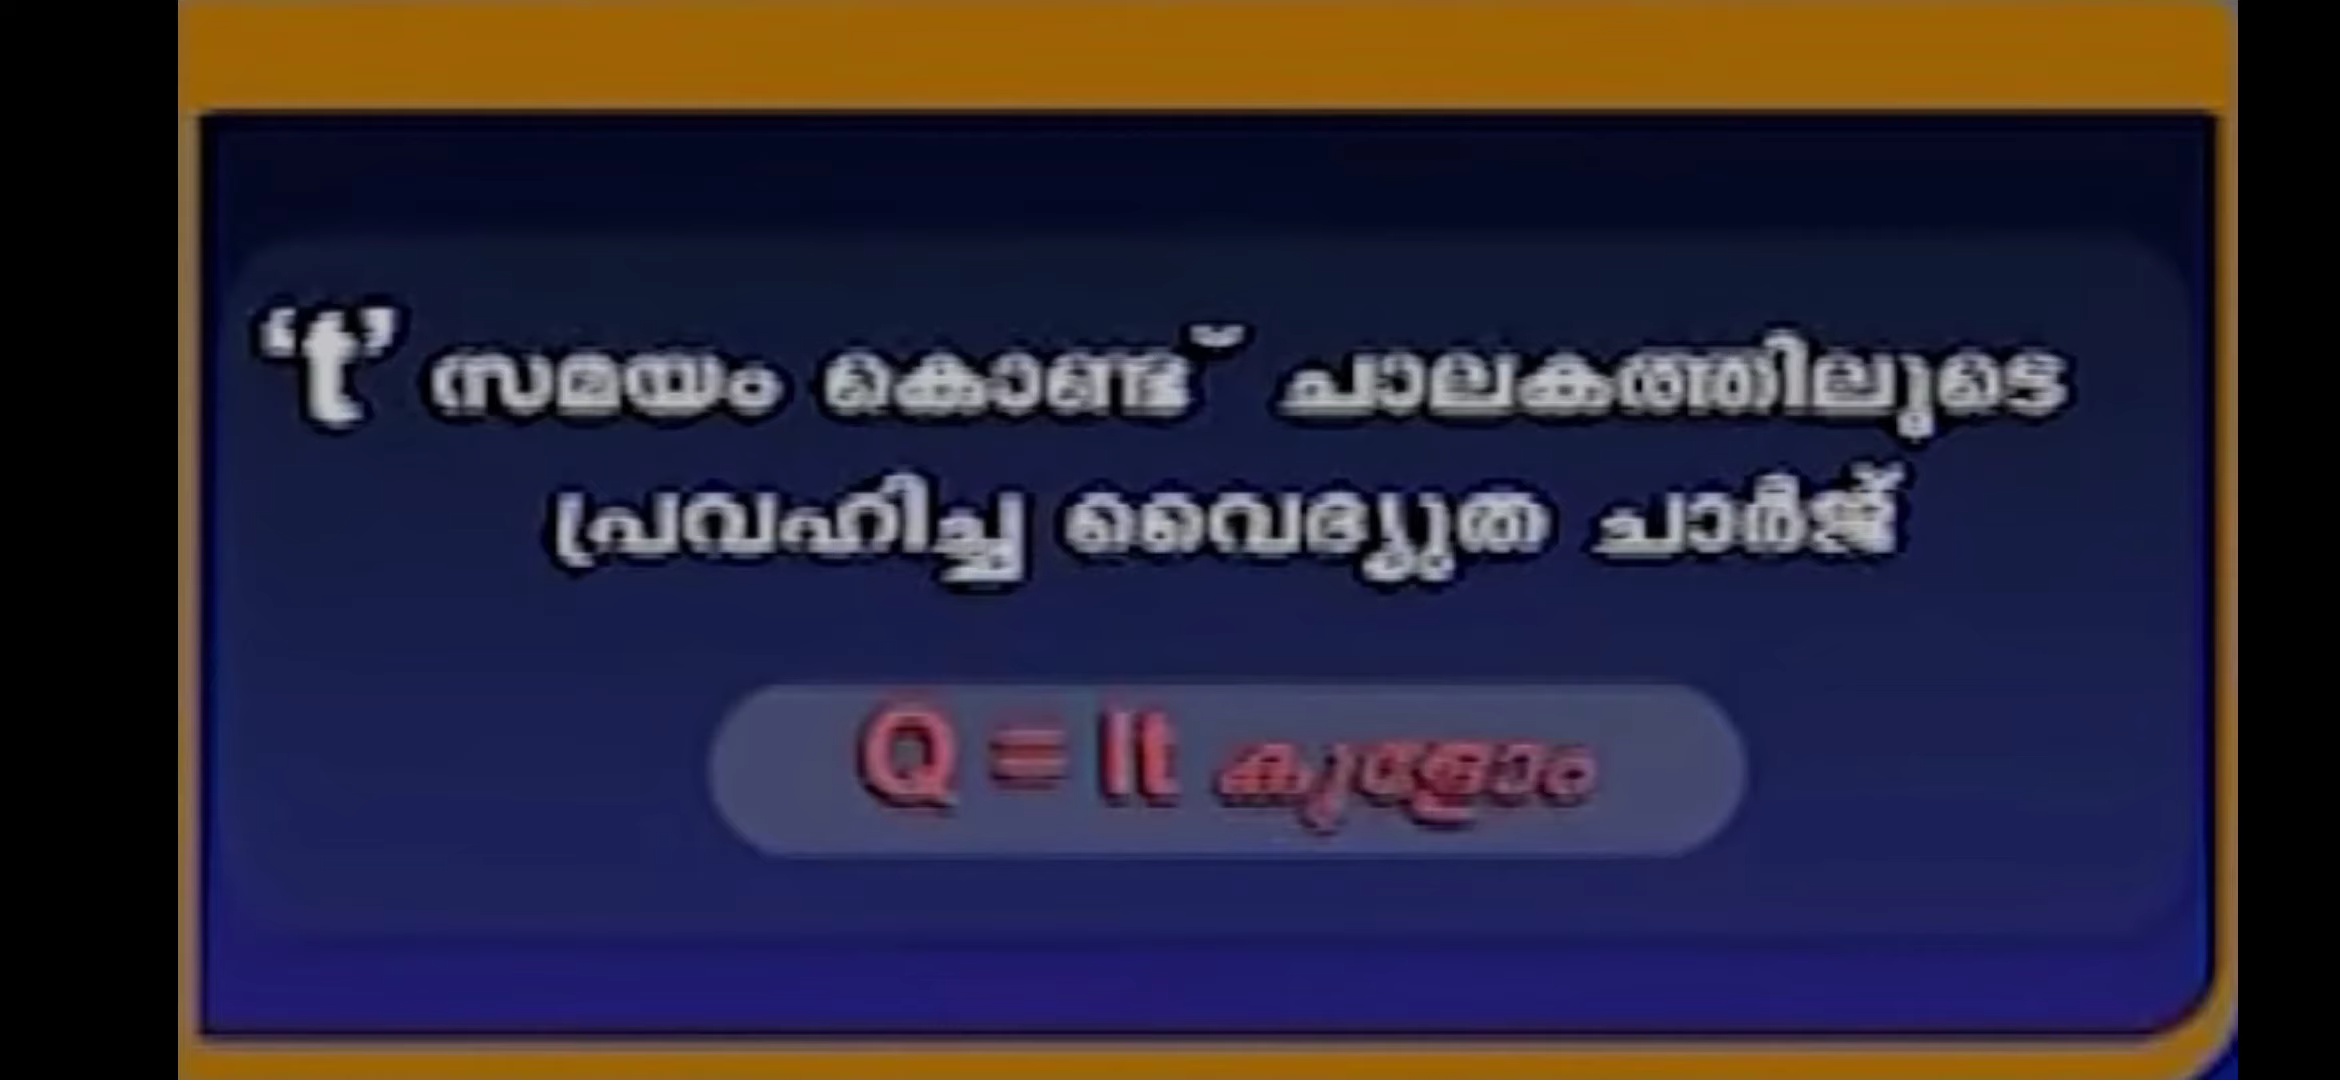 ‘t’ സമയം കൊണ്ട് ചാലകത്തിലൂടെ
പ്രവഹിച്ച വൈദ്യുത ചാർജ്
Q = It കൂളോം